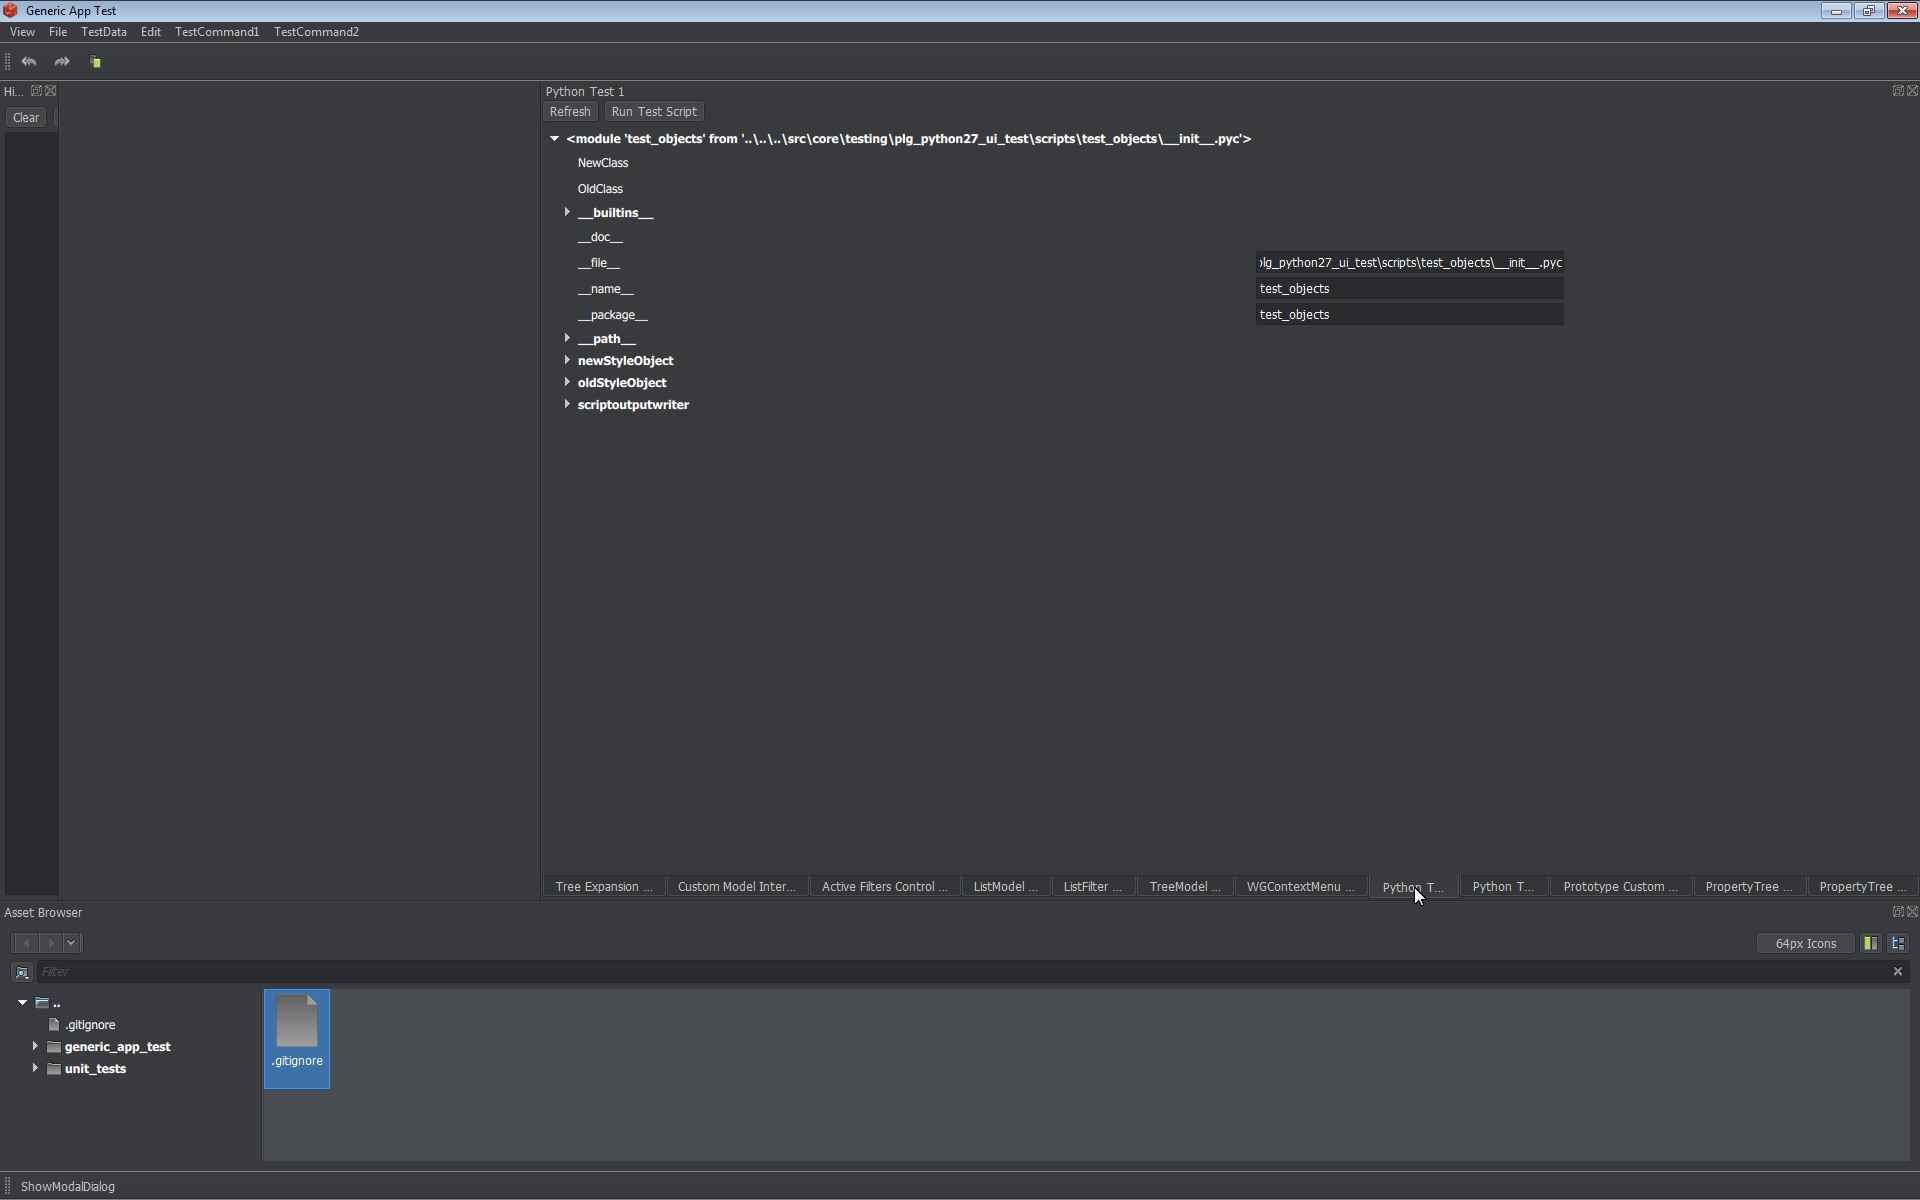 Generic App Test
View File TestData Edit TestCommand1 TestCommand2
Hi...
Clear
Python Test 1
Refresh Run Test Script
<module 'test_objects' from '..\..\..\src\core\testing\plg_python27_ui_test\scripts\test_objects\__init__.pyc'>
NewClass
OldClass
__builtins__
__doc__
__file__ plg_python27_ui_test\scripts\test_objects\__init__.pyc
__name__ test_objects
__package__ test_objects
__path__
newStyleObject
oldStyleObject
scriptoutputwriter
Tree Expansion ... Custom Model Inter... Active Filters Control ... ListModel ... ListFilter ... TreeModel ... WGContextMenu ... Python T... Python T... Prototype Custom ... PropertyTree ... PropertyTree ...
Asset Browser
64px Icons
Filter
..
.gitignore
generic_app_test
unit_tests
.gitignore
ShowModalDialog